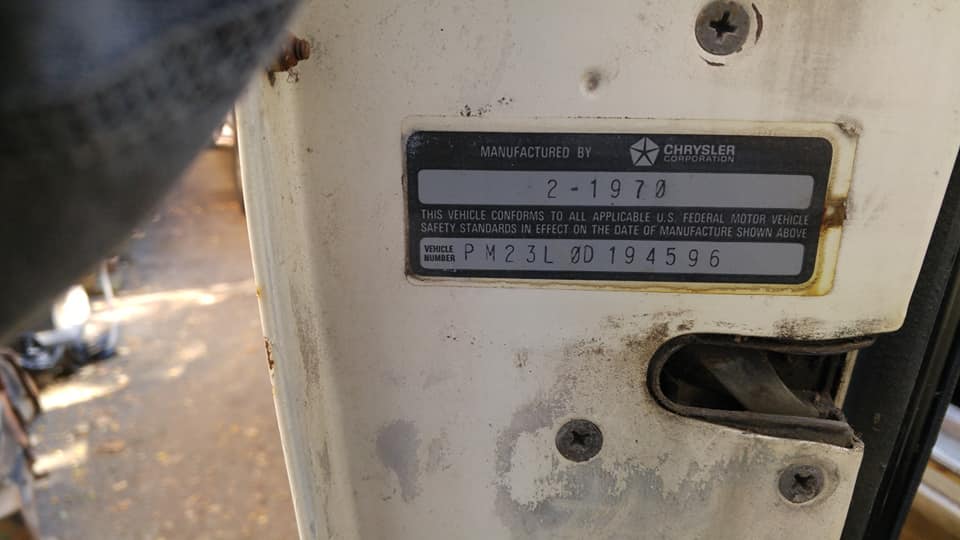 MANUFACTURED BY CHRYSLER CORPORATION
2-1970
THIS VEHICLE CONFORMS TO ALL APPLICABLE U.S. FEDERAL MOTOR VEHICLE
SAFETY STANDARDS IN EFFECT ON THE DATE OF MANUFACTURE SHOWN ABOVE
VEHICLE NUMBER PM23L 0D 194596